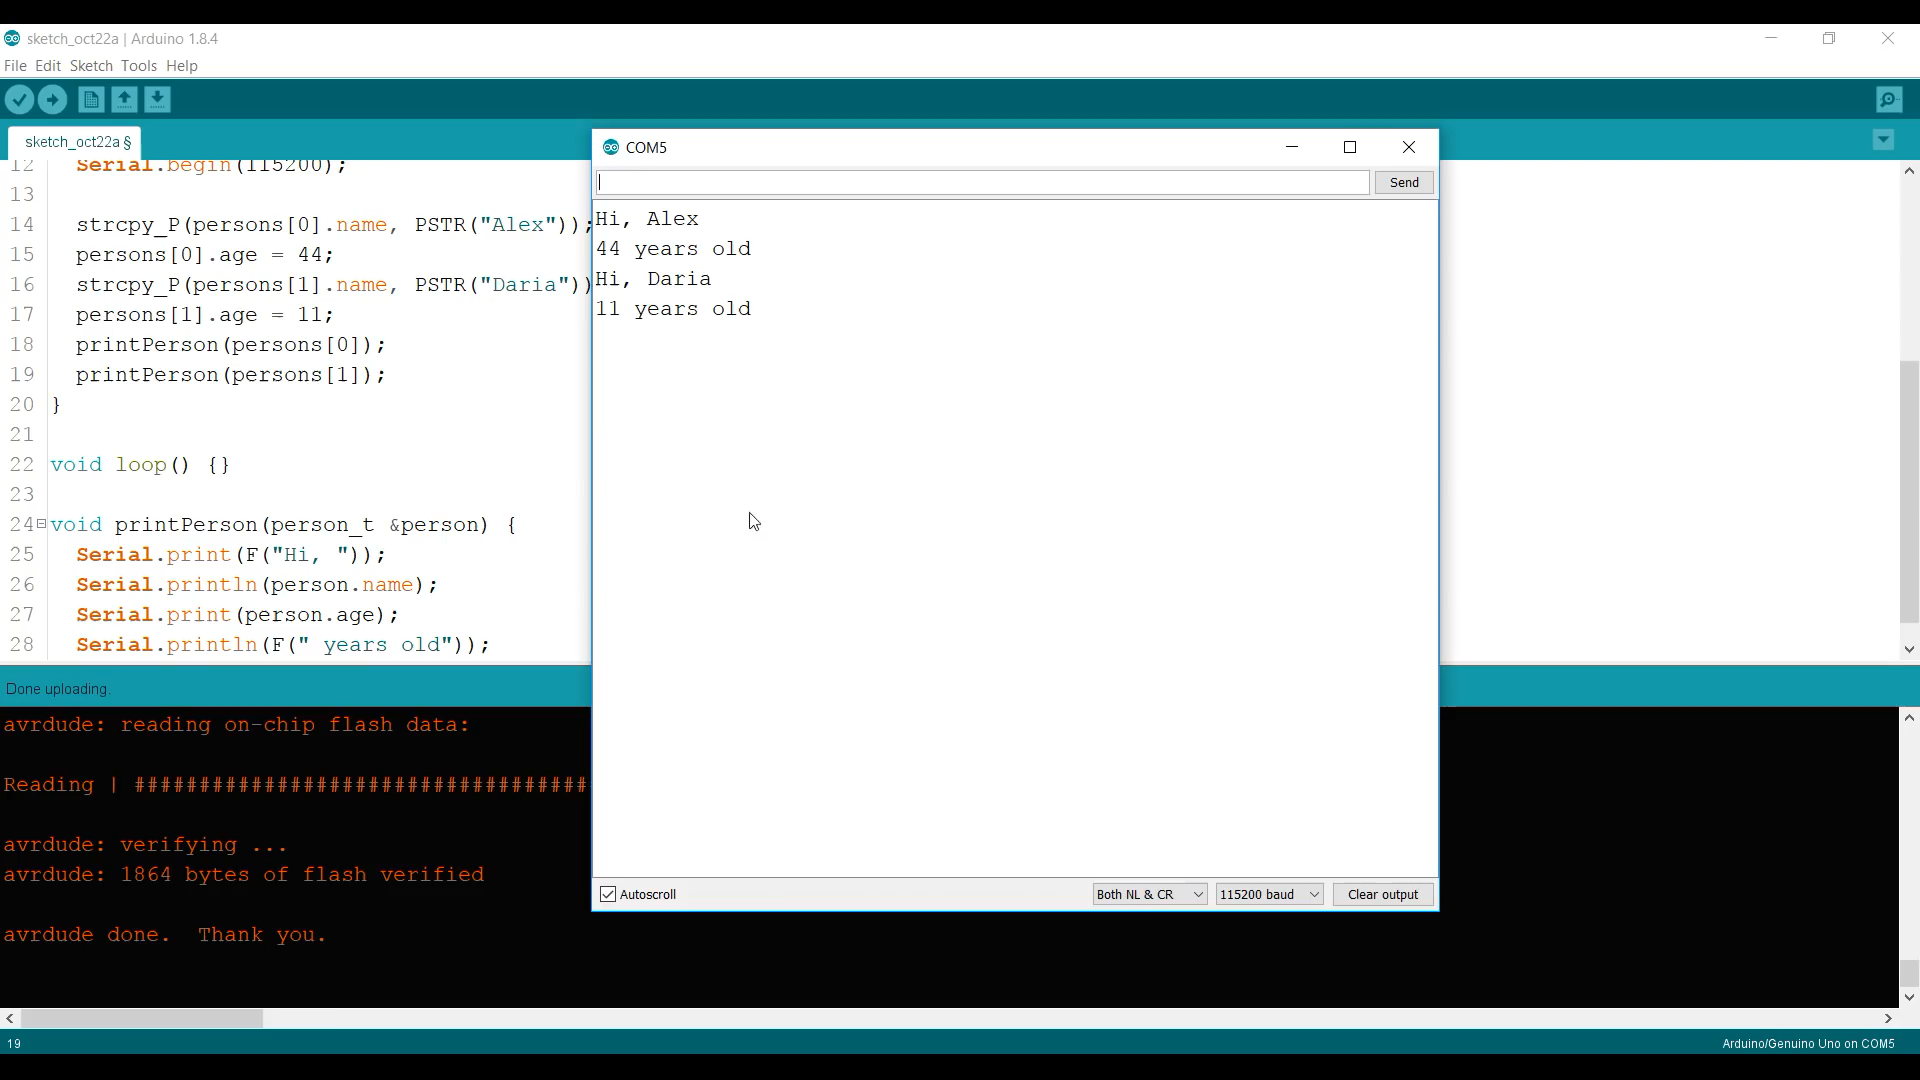 sketch_oct22a | Arduino 1.8.4
File Edit Sketch Tools Help
sketch_oct22a §
12 Serial.begin(115200);
13
14 strcpy_P(persons[0].name, PSTR("Alex"));
15 persons[0].age = 44;
16 strcpy_P(persons[1].name, PSTR("Daria"))
17 persons[1].age = 11;
18 printPerson(persons[0]);
19 printPerson(persons[1]);
20 }
21
22 void loop() {}
23
24 void printPerson(person_t &person) {
25 Serial.print(F("Hi, "));
26 Serial.println(person.name);
27 Serial.print(person.age);
28 Serial.println(F(" years old"));
COM5
Send
Hi, Alex
44 years old
Hi, Daria
11 years old
Autoscroll
Both NL & CR
115200 baud
Clear output
Done uploading.
avrdude: reading on-chip flash data:
Reading | ###################################
avrdude: verifying ...
avrdude: 1864 bytes of flash verified
avrdude done.  Thank you.
19
Arduino/Genuino Uno on COM5